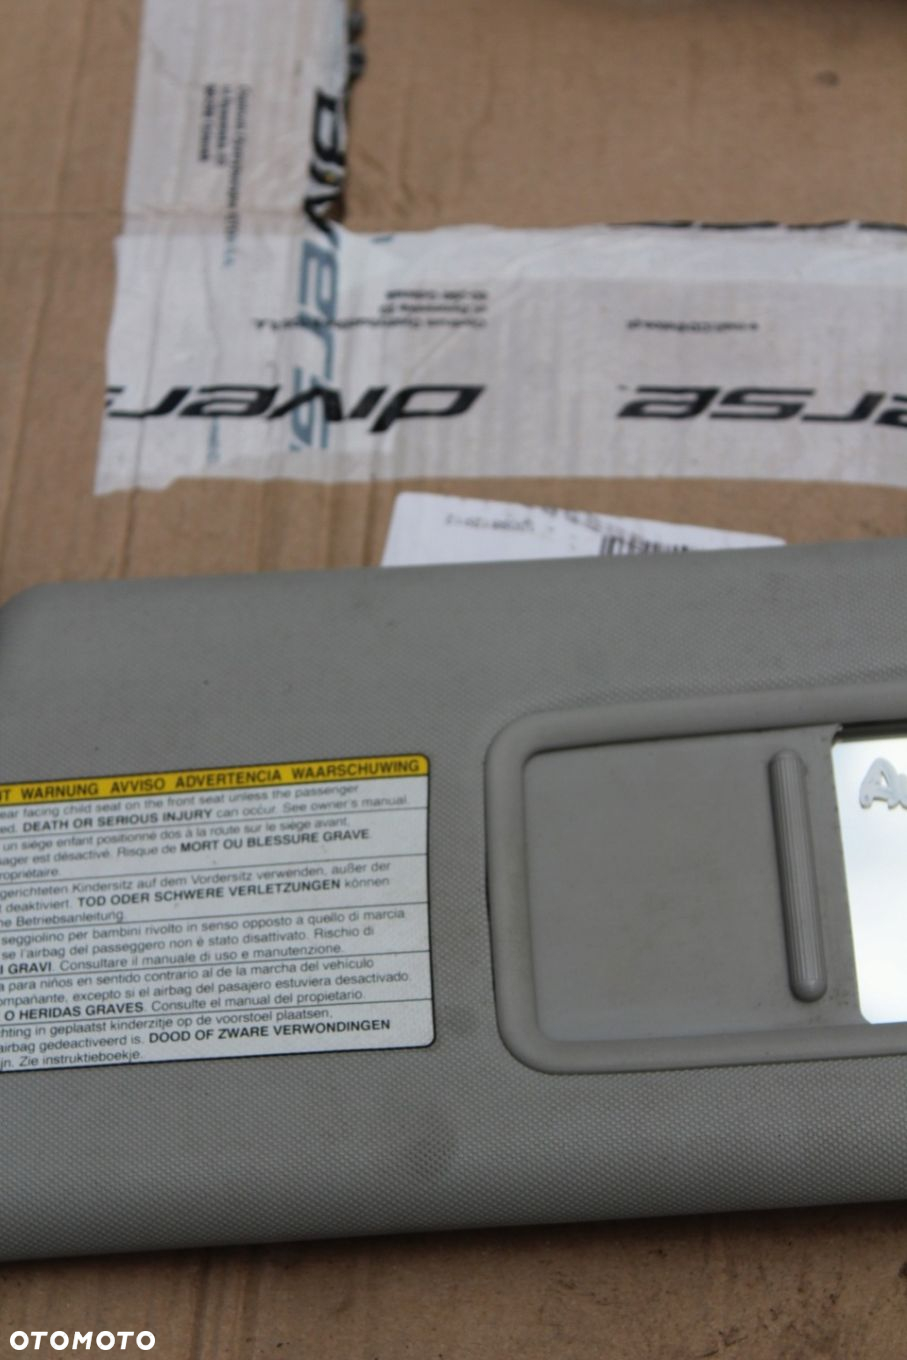 diverse
diverse
erse
T WARNUNG AVVISO ADVERTENCIA WAARSCHUWING
ear facing child seat on the front seat unless the passenger
ed. DEATH OR SERIOUS INJURY can occur. See owner's manual.
un siège enfant positionné dos à la route sur le siège avant,
ager est désactivé. Risque de MORT OU BLESSURE GRAVE.
ropriétaire.
gerichteten Kindersitz auf dem Vordersitz verwenden, außer der
t deaktiviert. TOD ODER SCHWERE VERLETZUNGEN können
ne Betriebsanleitung
seggiolino per bambini rivolto in senso opposto a quello di marcia
se l'airbag del passeggero non è stato disattivato. Rischio di
I GRAVI. Consultare il manuale di uso e manutenzione.
a para niños en sentido contrario al de la marcha del vehículo
ompañante, excepto si el airbag del pasajero estuviera desactivado.
O HERIDAS GRAVES. Consulte el manual del propietario.
chting in geplaatst kinderzitje op de voorstoel plaatsen,
airbag gedeactiveerd is. DOOD OF ZWARE VERWONDINGEN
jn. Zie instruktieboekje.
OTOMOTO